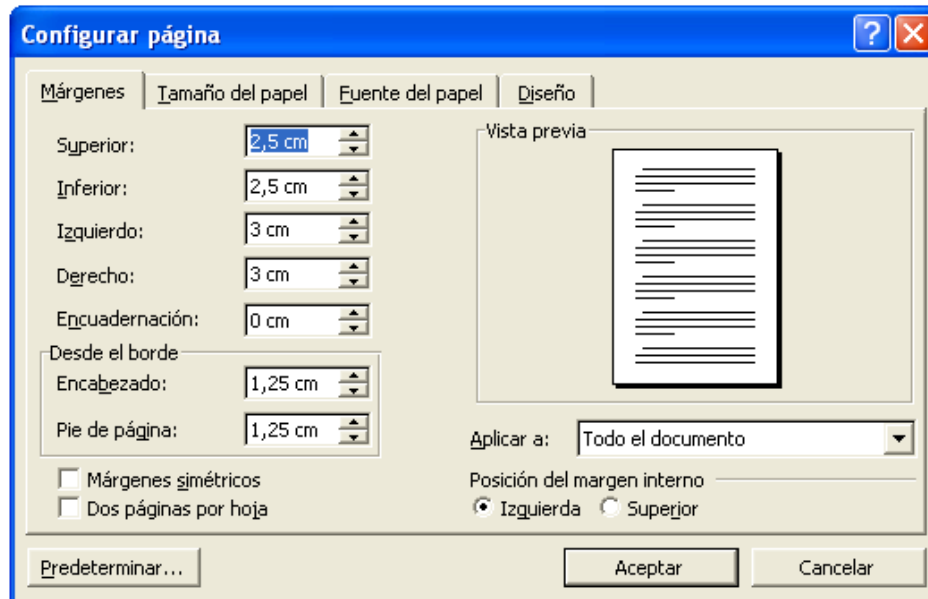 Configurar página
Márgenes Tamaño del papel Fuente del papel Diseño
Superior: 2,5 cm
Inferior: 2,5 cm
Izquierdo: 3 cm
Derecho: 3 cm
Encuadernación: 0 cm
Desde el borde
Encabezado: 1,25 cm
Pie de página: 1,25 cm
Márgenes simétricos
Dos páginas por hoja
Vista previa
Aplicar a: Todo el documento
Posición del margen interno
Izquierda Superior
Predeterminar... Aceptar Cancelar